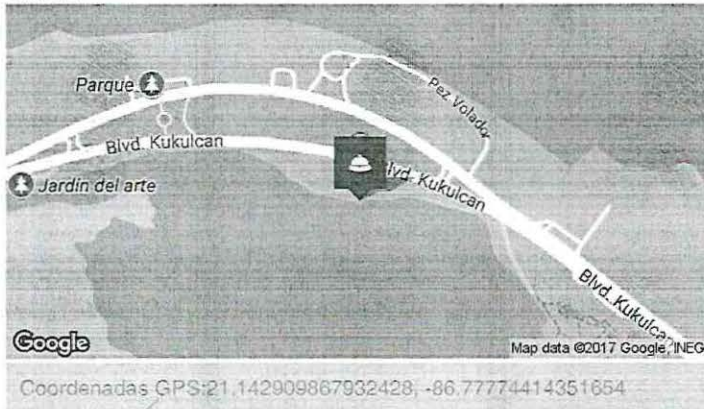 Parque
Pez Volador
Blvd. Kukulcan
lvd. Kukulcan
Jardín del arte
Blvd. Kukulcan
Google
Map data ©2017 Google, INEG
Coordenadas GPS:21.142909867932428, -86.77774414351654